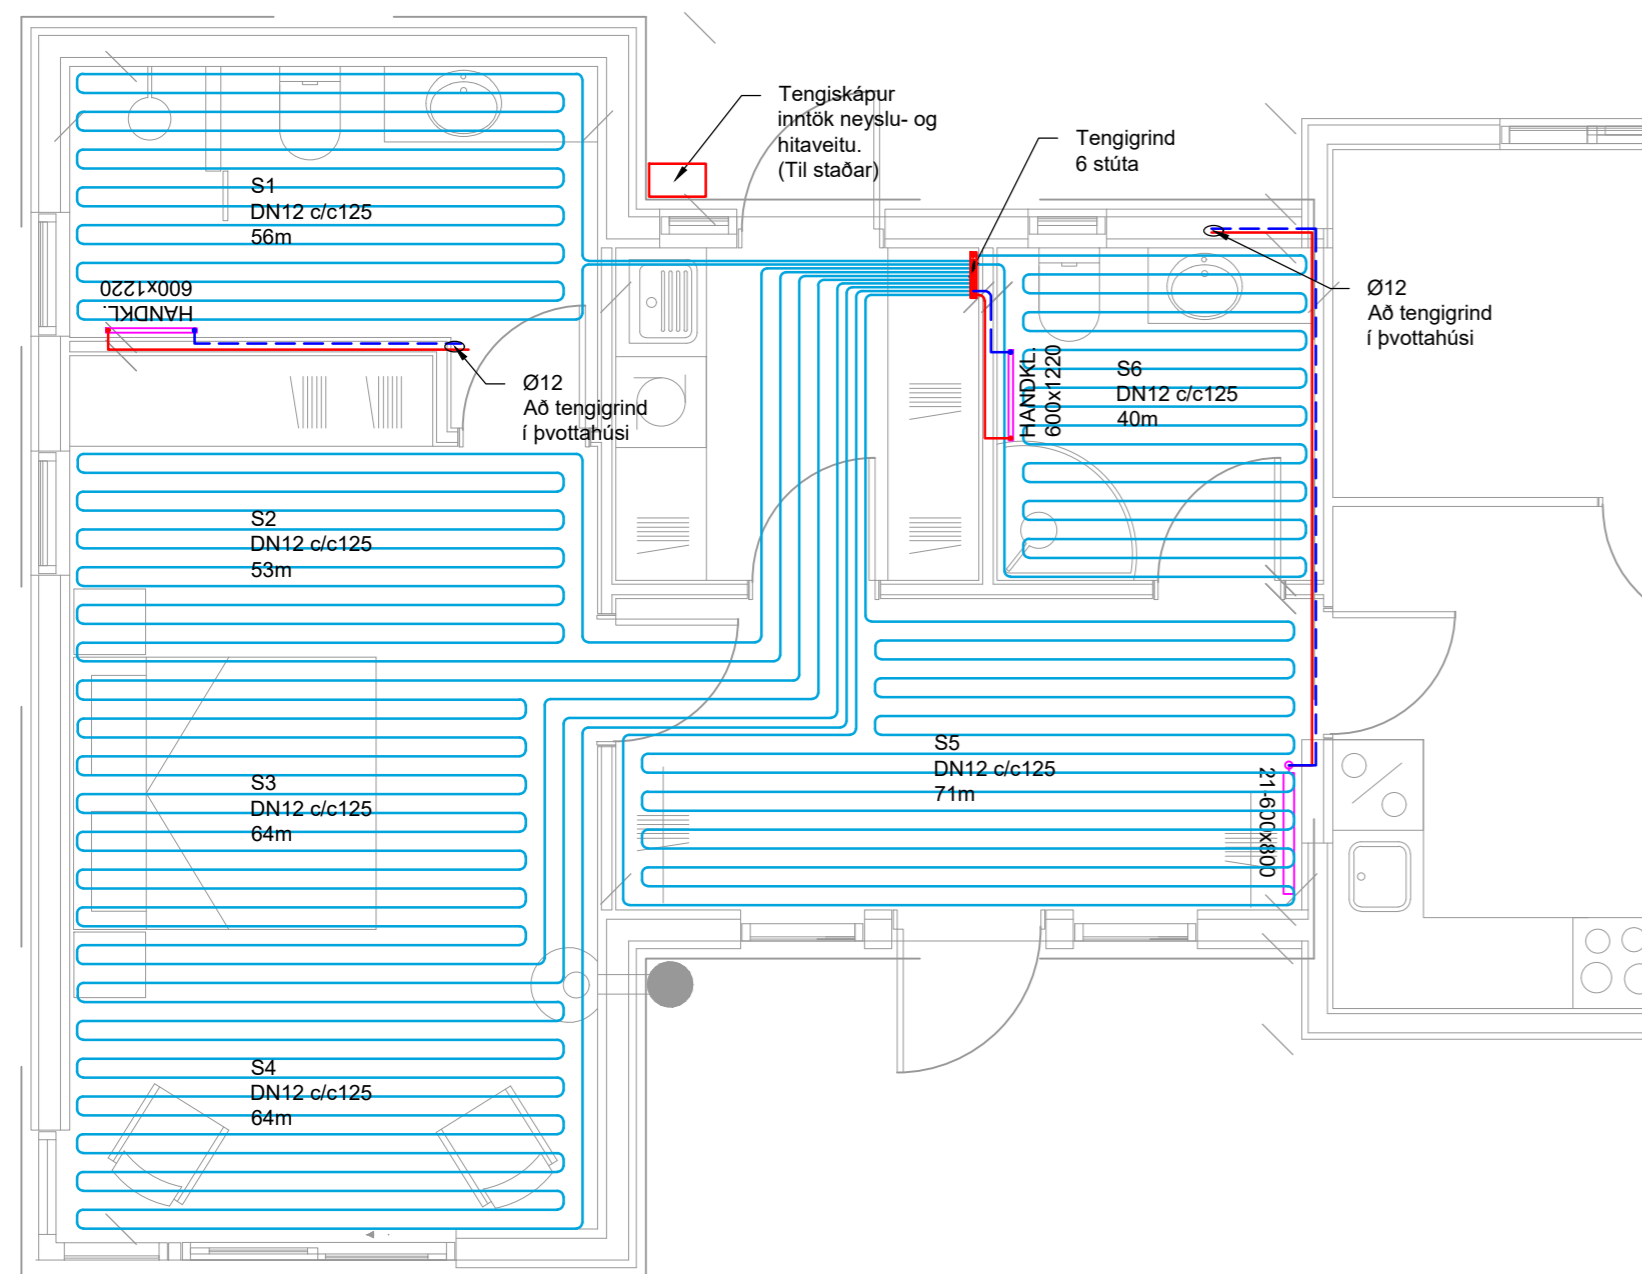 Tengiskápur
inntök neyslu- og
hitaveitu.
(Til staðar)
Tengigrind
6 stúta
S1
DN12 c/c125
56m
HANDKL.
600x1220
Ø12
Að tengigrind
í þvottahúsi
Ø12
Að tengigrind
í þvottahúsi
HANDKL.
600x1220
S6
DN12 c/c125
40m
S2
DN12 c/c125
53m
S3
DN12 c/c125
64m
S5
DN12 c/c125
71m
21-600x800
S4
DN12 c/c125
64m